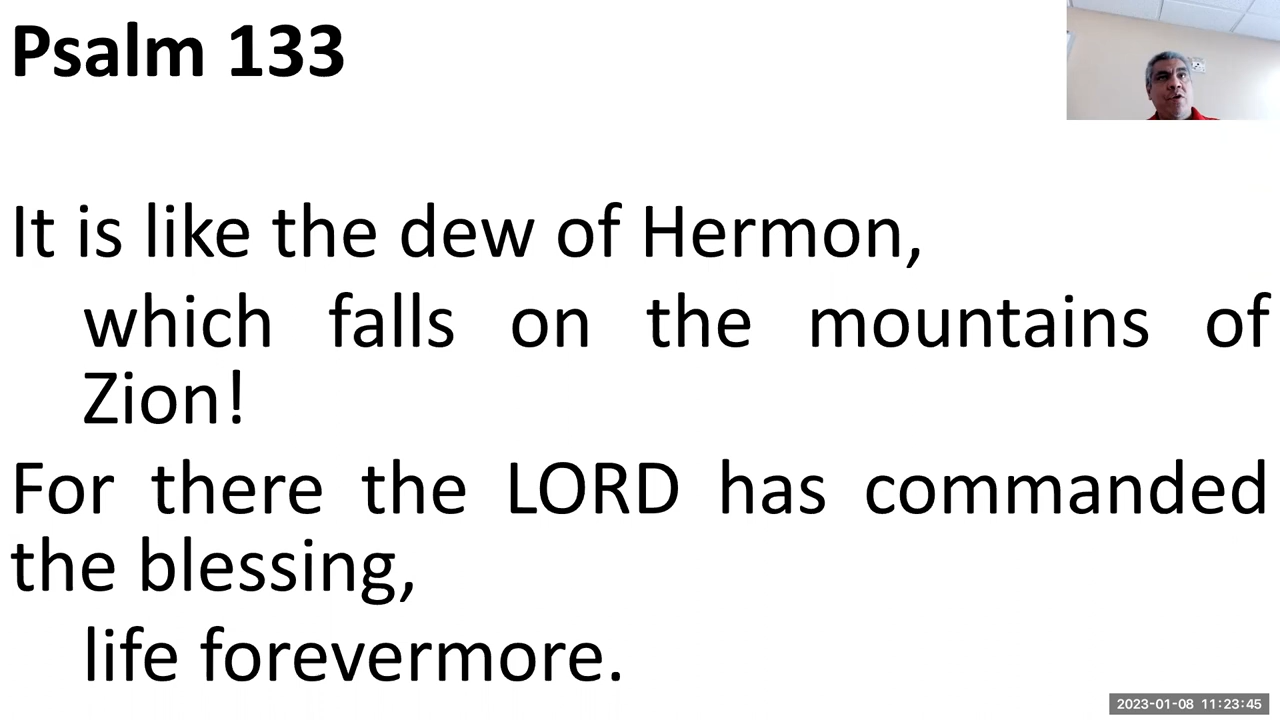 Psalm 133
It is like the dew of Hermon,
which falls on the mountains of
Zion!
For there the LORD has commanded
the blessing,
life forevermore.
2023-01-08 11:23:45